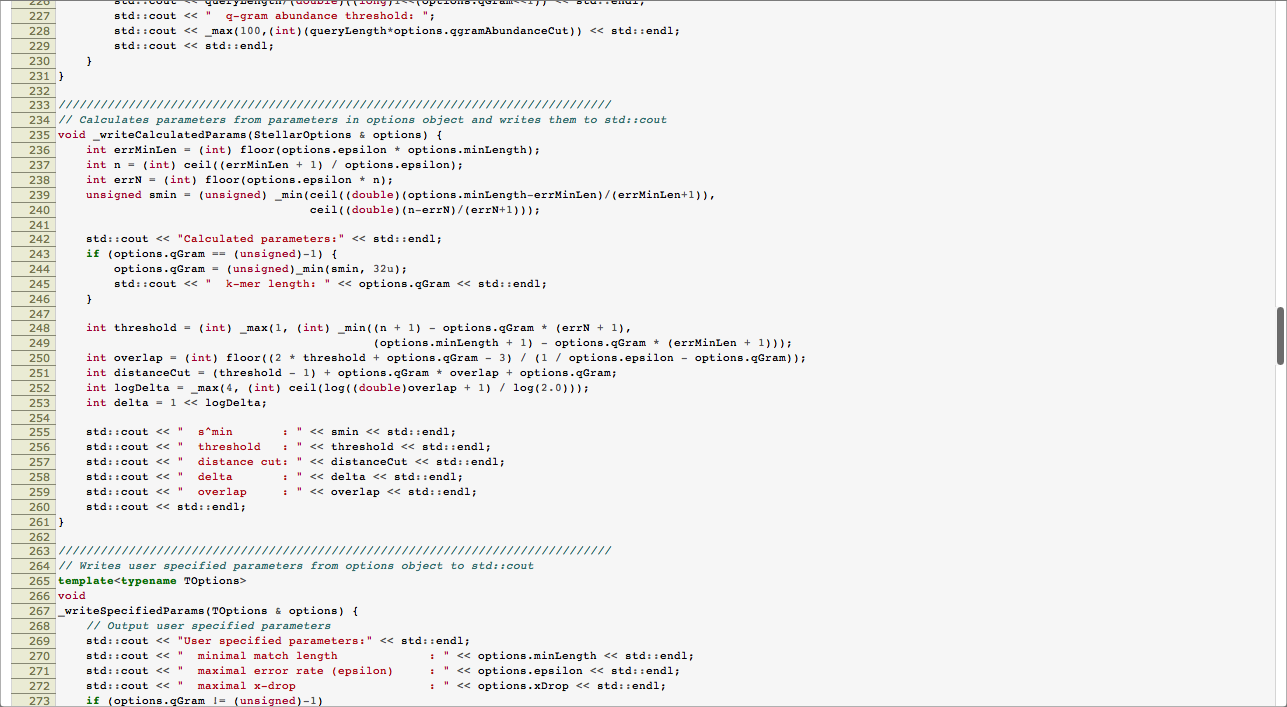 226 std::cout << queryLength/(double)((long)1<<(options.qGram<<1)) << std::endl;
227 std::cout << "  q-gram abundance threshold: ";
228 std::cout << _max(100,(int)(queryLength*options.qgramAbundanceCut)) << std::endl;
229 std::cout << std::endl;
230 }
231 }
232
233 ///////////////////////////////////////////////////////////////////////////////
234 // Calculates parameters from parameters in options object and writes them to std::cout
235 void _writeCalculatedParams(StellarOptions & options) {
236 int errMinLen = (int) floor(options.epsilon * options.minLength);
237 int n = (int) ceil((errMinLen + 1) / options.epsilon);
238 int errN = (int) floor(options.epsilon * n);
239 unsigned smin = (unsigned) _min(ceil((double)(options.minLength-errMinLen)/(errMinLen+1)),
240 ceil((double)(n-errN)/(errN+1)));
241
242 std::cout << "Calculated parameters:" << std::endl;
243 if (options.qGram == (unsigned)-1) {
244 options.qGram = (unsigned)_min(smin, 32u);
245 std::cout << "  k-mer length: " << options.qGram << std::endl;
246 }
247
248 int threshold = (int) _max(1, (int) _min((n + 1) - options.qGram * (errN + 1),
249 (options.minLength + 1) - options.qGram * (errMinLen + 1)));
250 int overlap = (int) floor((2 * threshold + options.qGram - 3) / (1 / options.epsilon - options.qGram));
251 int distanceCut = (threshold - 1) + options.qGram * overlap + options.qGram;
252 int logDelta = _max(4, (int) ceil(log((double)overlap + 1) / log(2.0)));
253 int delta = 1 << logDelta;
254
255 std::cout << "  s^min       : " << smin << std::endl;
256 std::cout << "  threshold   : " << threshold << std::endl;
257 std::cout << "  distance cut: " << distanceCut << std::endl;
258 std::cout << "  delta       : " << delta << std::endl;
259 std::cout << "  overlap     : " << overlap << std::endl;
260 std::cout << std::endl;
261 }
262
263 ///////////////////////////////////////////////////////////////////////////////
264 // Writes user specified parameters from options object to std::cout
265 template<typename TOptions>
266 void
267 _writeSpecifiedParams(TOptions & options) {
268 // Output user specified parameters
269 std::cout << "User specified parameters:" << std::endl;
270 std::cout << "  minimal match length             : " << options.minLength << std::endl;
271 std::cout << "  maximal error rate (epsilon)     : " << options.epsilon << std::endl;
272 std::cout << "  maximal x-drop                   : " << options.xDrop << std::endl;
273 if (options.qGram != (unsigned)-1)